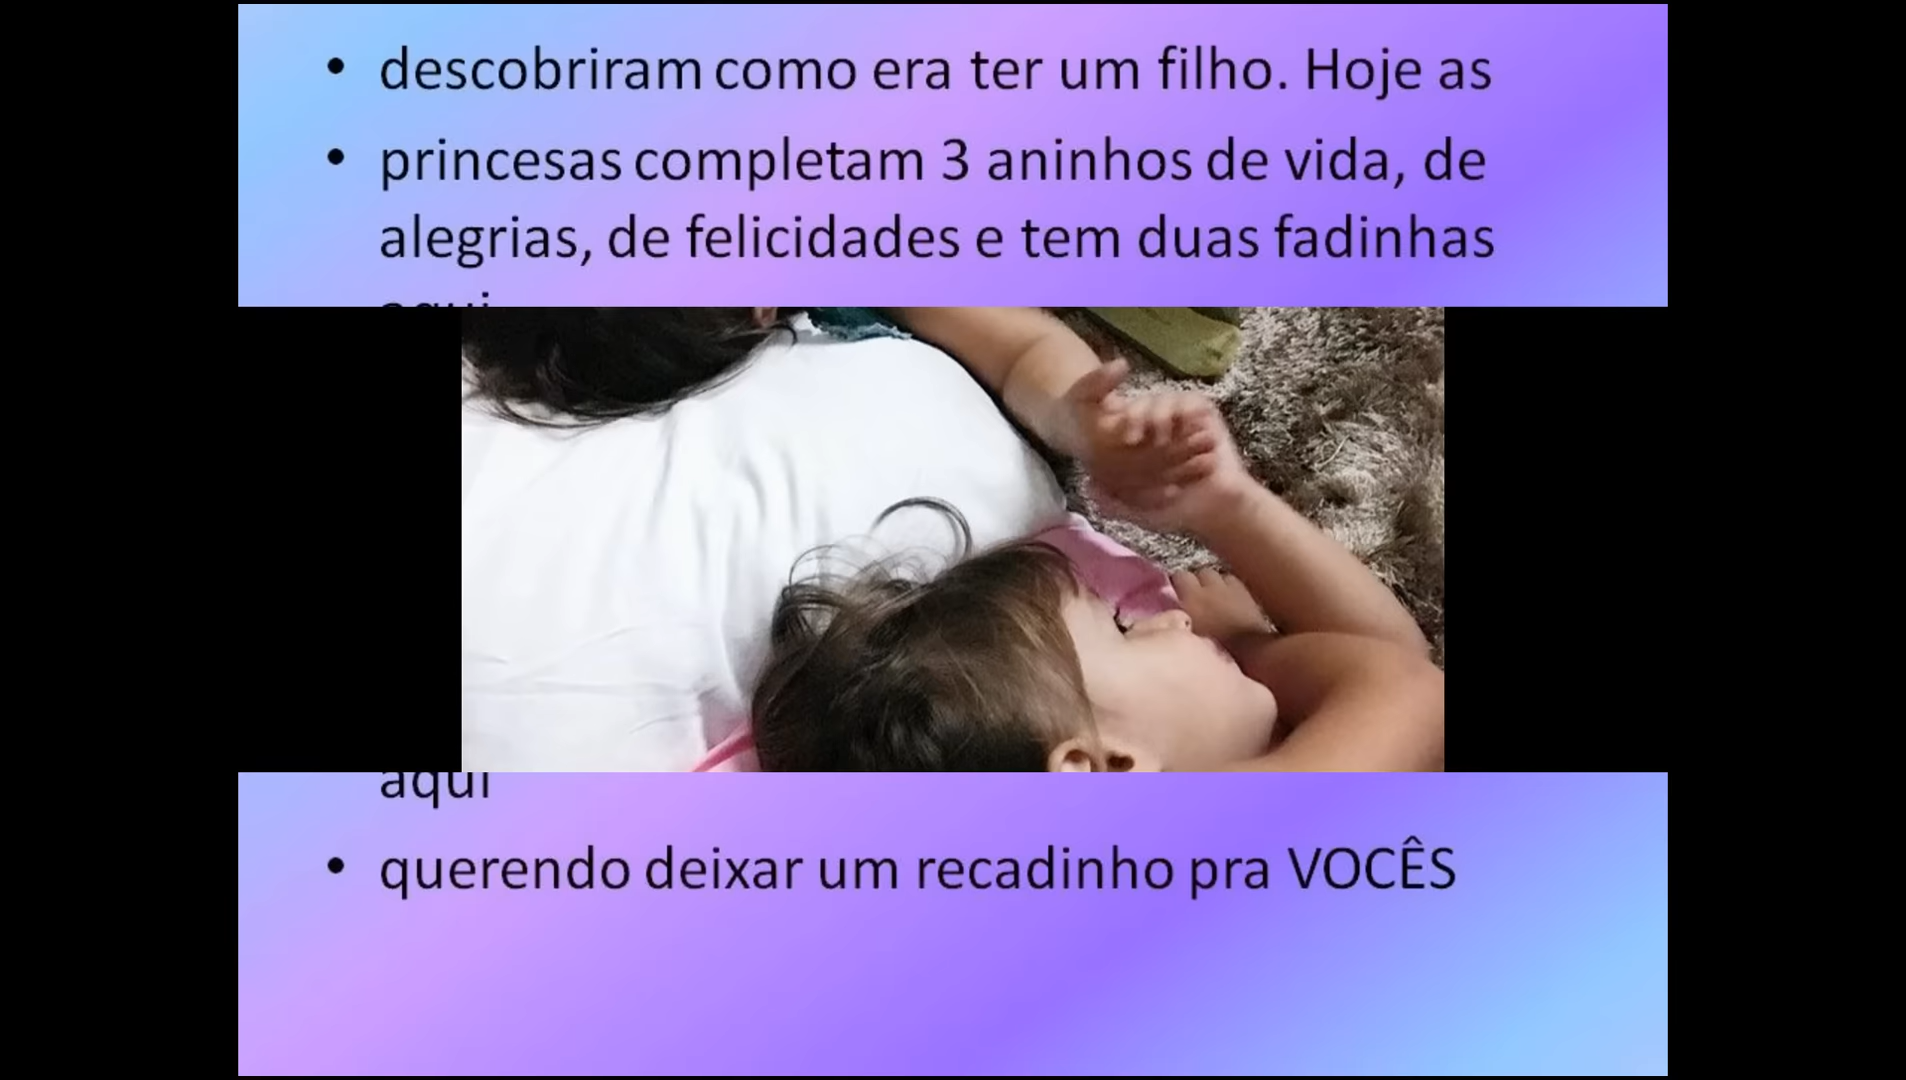 • descobriram como era ter um filho. Hoje as
• princesas completam 3 aninhos de vida, de
alegrias, de felicidades e tem duas fadinhas
aqui
• querendo deixar um recadinho pra VOCÊS